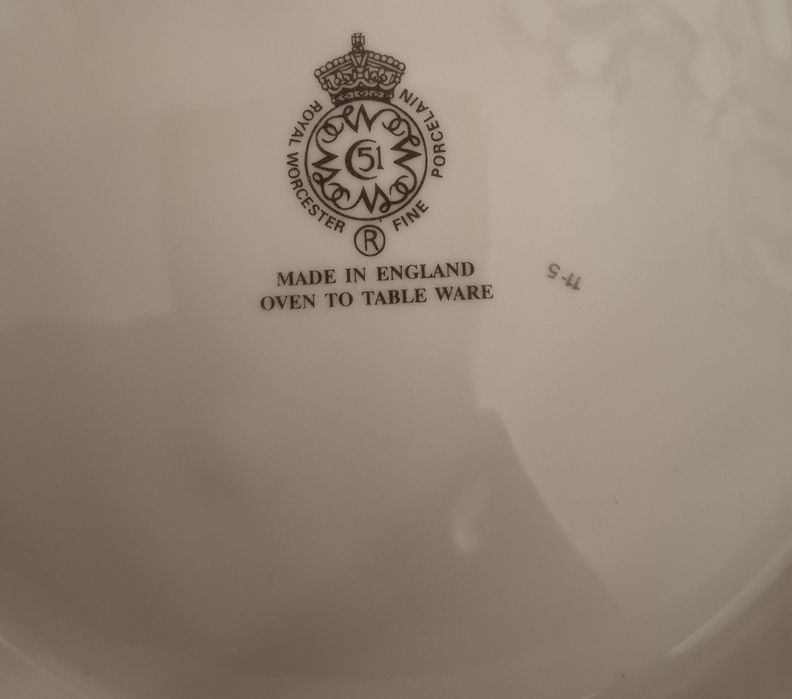 ROYAL WORCESTER FINE PORCELAIN
51
R
MADE IN ENGLAND
OVEN TO TABLE WARE
11-5